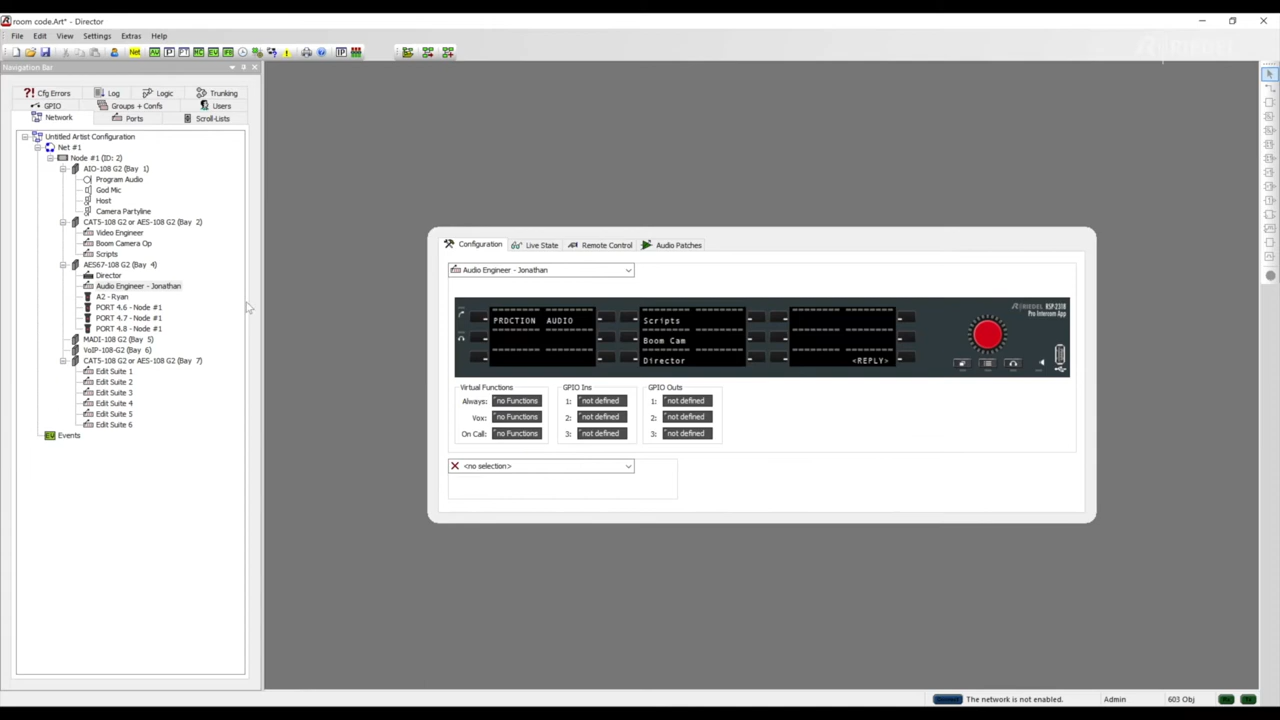 room code.Art* - Director
File Edit View Settings Extras Help
Net
Navigation Bar
Cfg Errors Log Logic Trunking
GPIO Groups + Confs Users
Network Ports Scroll-Lists
Untitled Artist Configuration
Net #1
Node #1 (ID: 2)
AIO-108 G2 (Bay 1)
Program Audio
God Mic
Host
Camera Partyline
CAT5-108 G2 or AES-108 G2 (Bay 2)
Video Engineer
Boom Camera Op
Scripts
AES67-108 G2 (Bay 4)
Director
Audio Engineer - Jonathan
A2 - Ryan
PORT 4.6 - Node #1
PORT 4.7 - Node #1
PORT 4.8 - Node #1
MADI-108 G2 (Bay 5)
VoIP-108-G2 (Bay 6)
CAT5-108 G2 or AES-108 G2 (Bay 7)
Edit Suite 1
Edit Suite 2
Edit Suite 3
Edit Suite 4
Edit Suite 5
Edit Suite 6
Events
Configuration Live State Remote Control Audio Patches
Audio Engineer - Jonathan
RIEDEL RSP-2318
Pro Intercom App
PRDCTION AUDIO Scripts
Boom Cam
Director <REPLY>
Virtual Functions GPIO Ins GPIO Outs
Always: no Functions 1: not defined 1: not defined
Vox: no Functions 2: not defined 2: not defined
On Call: no Functions 3: not defined 3: not defined
<no selection>
The network is not enabled. Admin 603 Obj